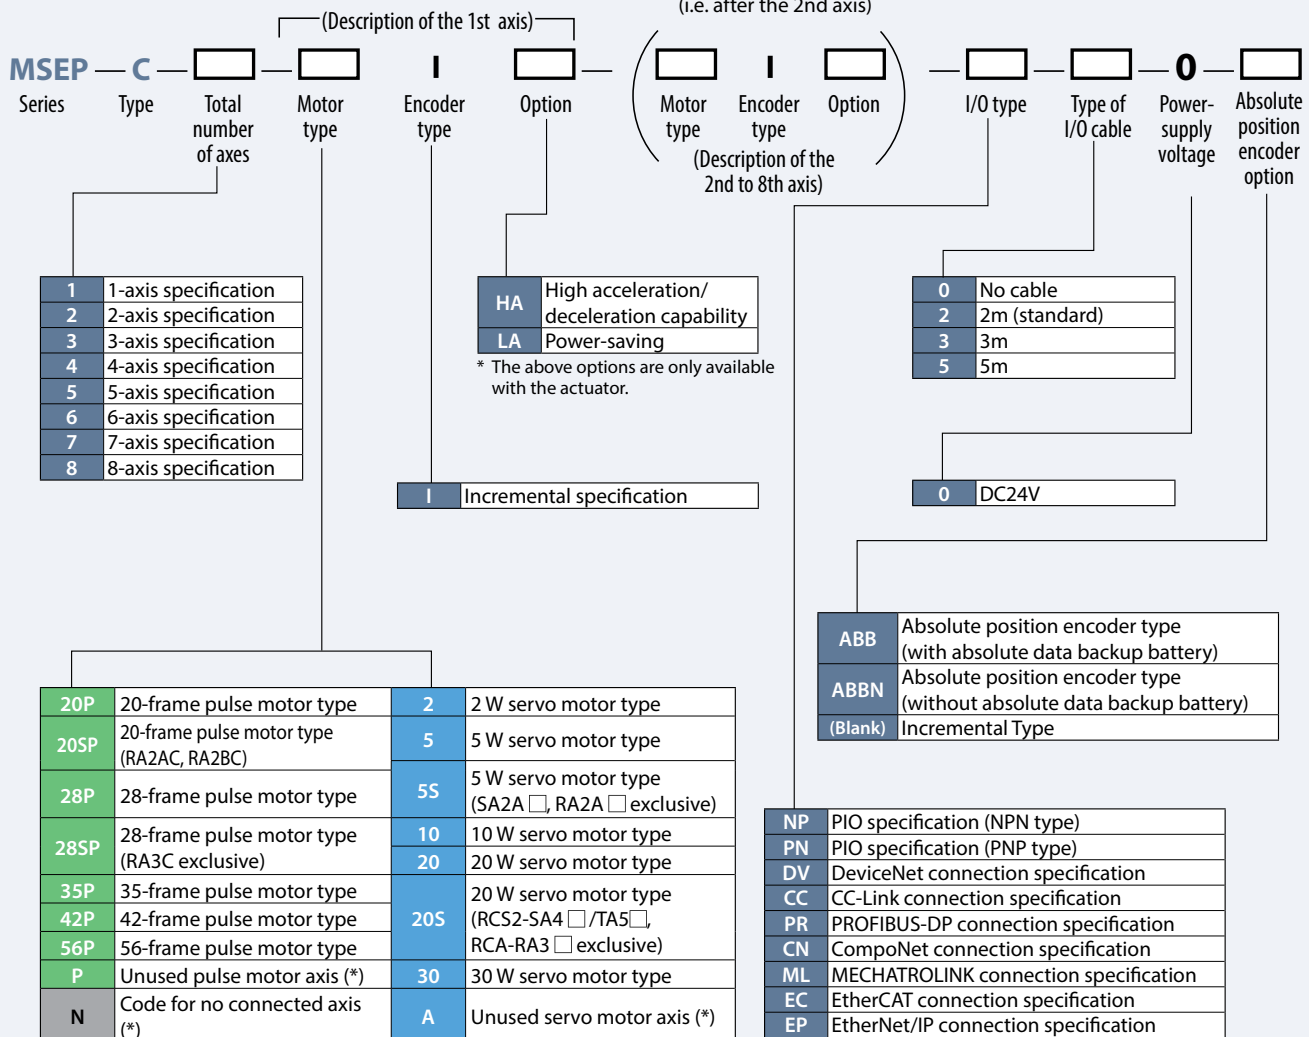 (i.e. after the 2nd axis)
(Description of the 1st axis)
MSEP — C — □ — □ I □ — ( □ I □ ) — □ — □ — 0 — □
Series
Type
Total number of axes
Motor type
Encoder type
Option
Motor type
Encoder type
Option
(Description of the
2nd to 8th axis)
I/O type
Type of I/O cable
Power-supply voltage
Absolute position encoder option
1 1-axis specification
2 2-axis specification
3 3-axis specification
4 4-axis specification
5 5-axis specification
6 6-axis specification
7 7-axis specification
8 8-axis specification
HA High acceleration/
deceleration capability
LA Power-saving
* The above options are only available
with the actuator.
I Incremental specification
0 No cable
2 2m (standard)
3 3m
5 5m
0 DC24V
ABB Absolute position encoder type
(with absolute data backup battery)
ABBN Absolute position encoder type
(without absolute data backup battery)
(Blank) Incremental Type
20P 20-frame pulse motor type
20SP 20-frame pulse motor type
(RA2AC, RA2BC)
28P 28-frame pulse motor type
28SP 28-frame pulse motor type
(RA3C exclusive)
35P 35-frame pulse motor type
42P 42-frame pulse motor type
56P 56-frame pulse motor type
P Unused pulse motor axis (*)
N Code for no connected axis
(*)
2 2 W servo motor type
5 5 W servo motor type
5S 5 W servo motor type
(SA2A □, RA2A □ exclusive)
10 10 W servo motor type
20 20 W servo motor type
20S 20 W servo motor type
(RCS2-SA4 □ /TA5□,
RCA-RA3 □ exclusive)
30 30 W servo motor type
A Unused servo motor axis (*)
NP PIO specification (NPN type)
PN PIO specification (PNP type)
DV DeviceNet connection specification
CC CC-Link connection specification
PR PROFIBUS-DP connection specification
CN CompoNet connection specification
ML MECHATROLINK connection specification
EC EtherCAT connection specification
EP EtherNet/IP connection specification